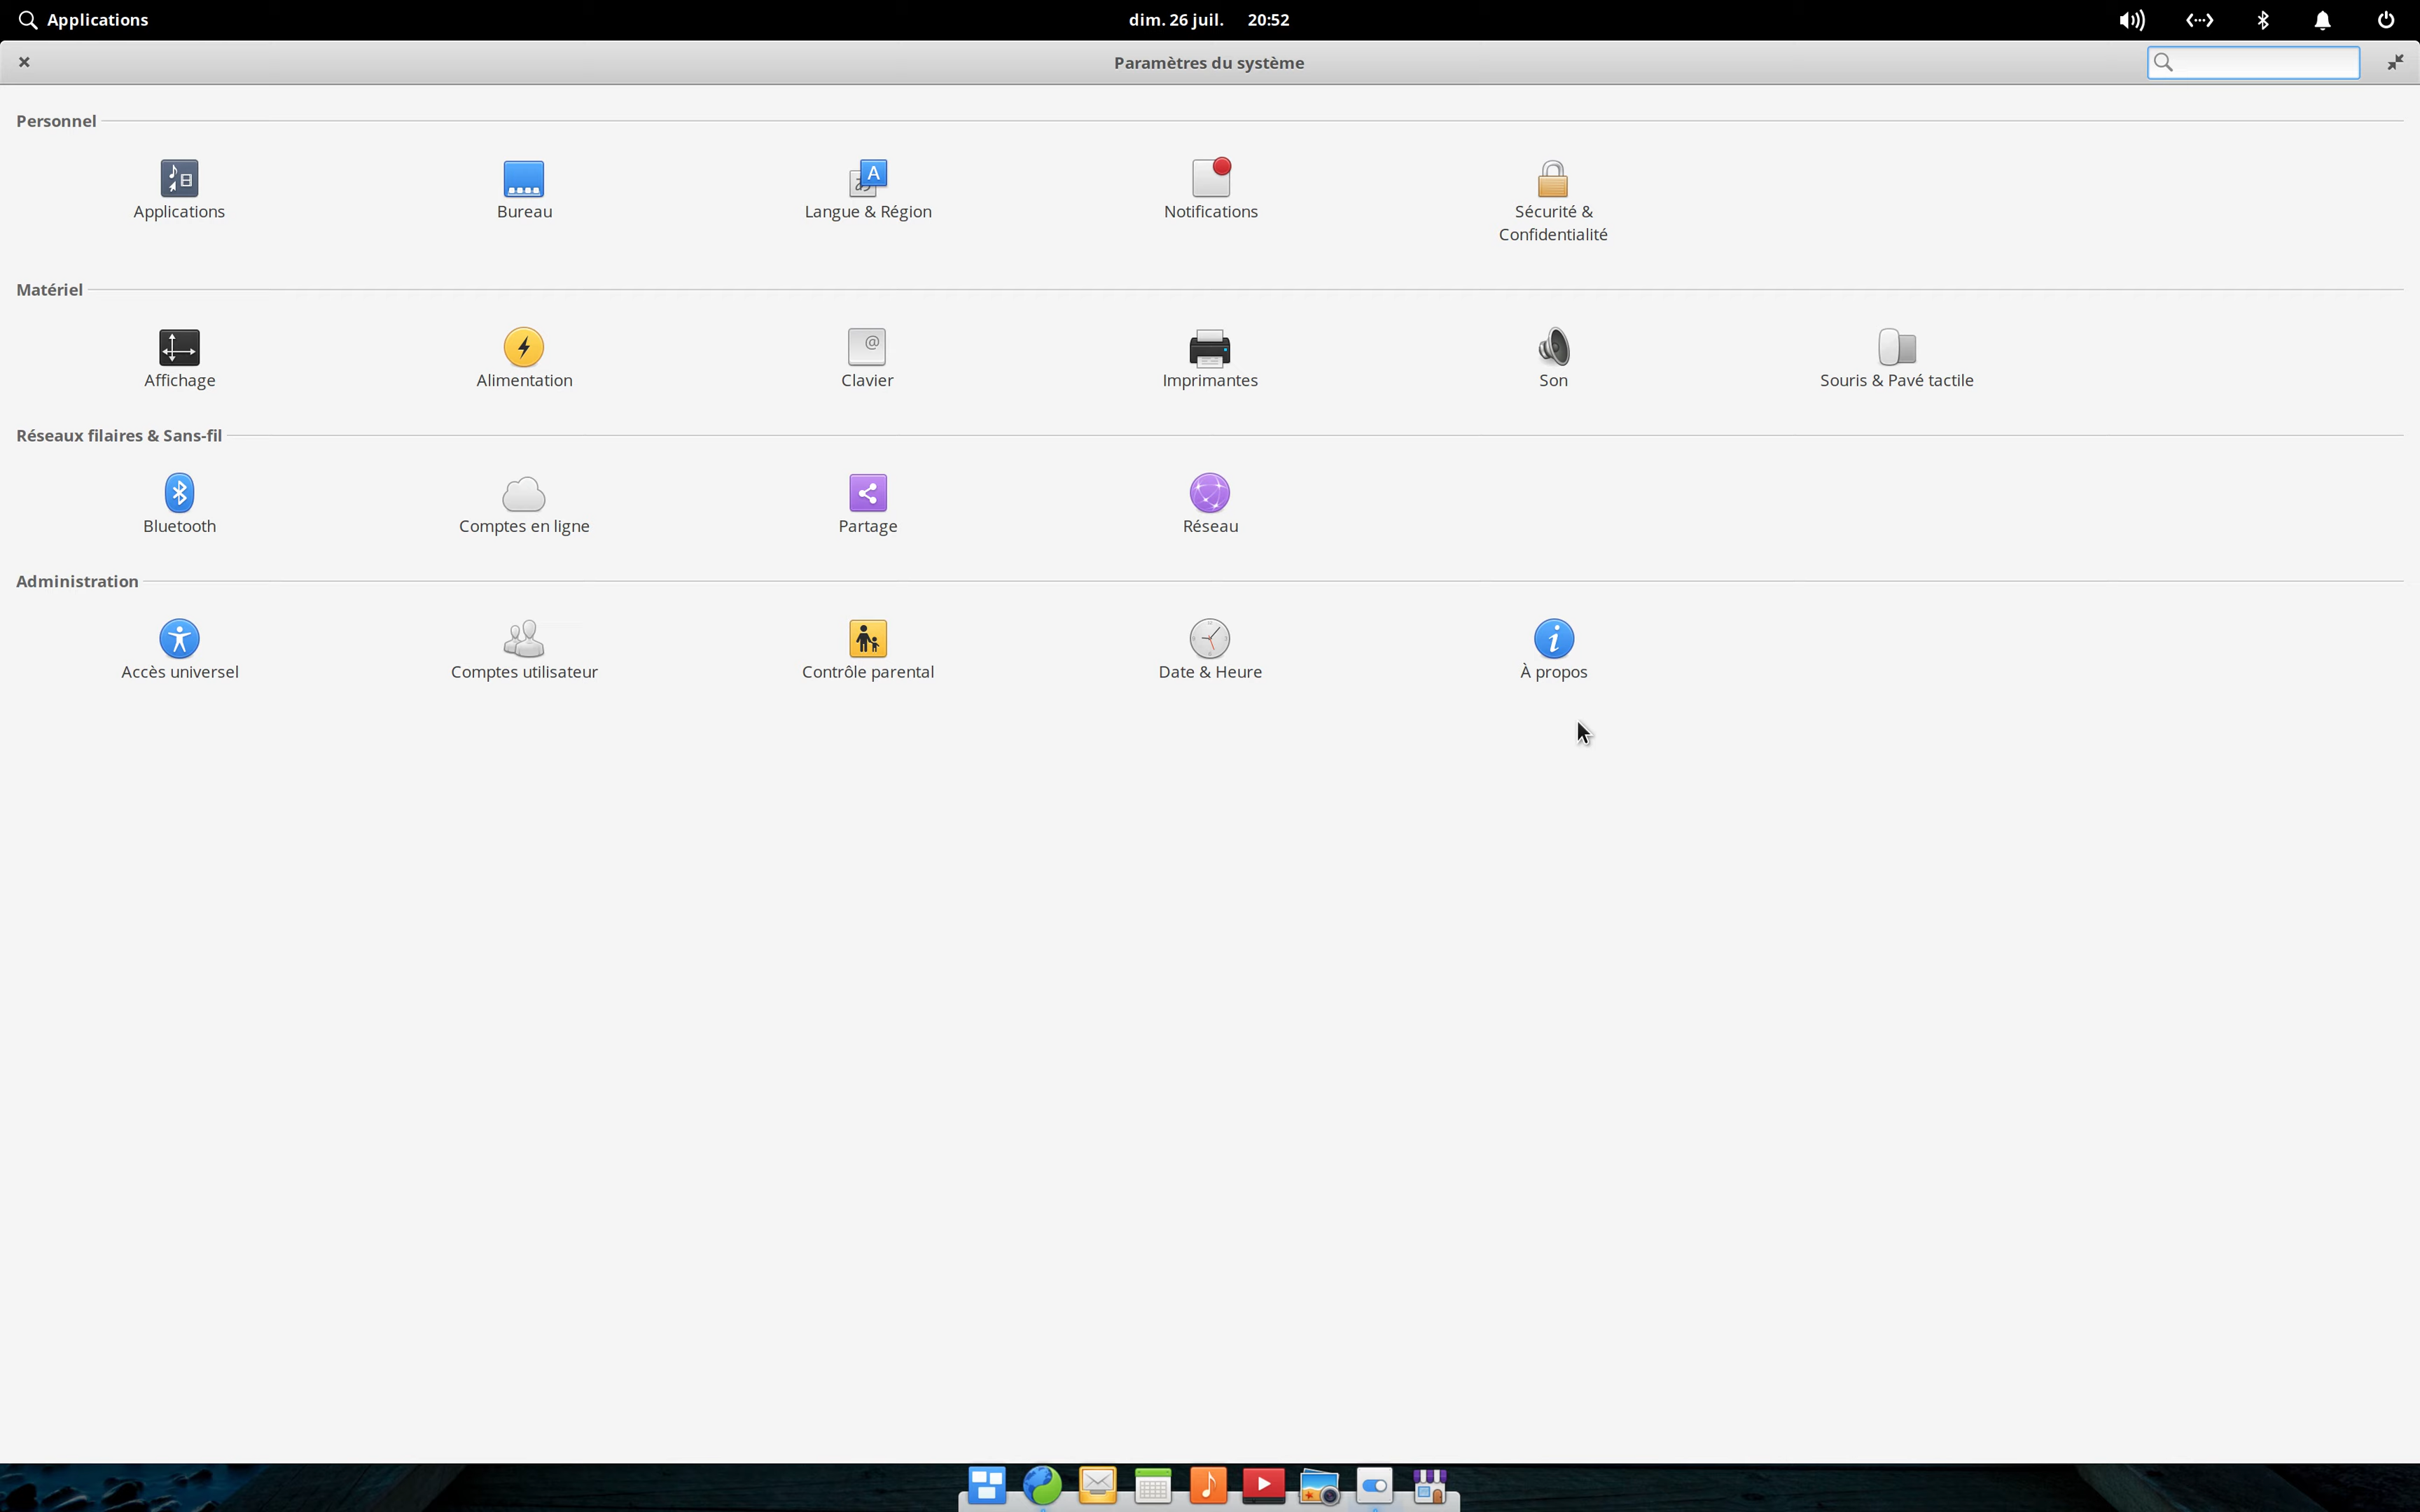 Applications
dim. 26 juil. 20:52
Paramètres du système
Personnel
Applications
Bureau
Langue & Région
Notifications
Sécurité &
Confidentialité
Matériel
Affichage
Alimentation
Clavier
Imprimantes
Son
Souris & Pavé tactile
Réseaux filaires & Sans-fil
Bluetooth
Comptes en ligne
Partage
Réseau
Administration
Accès universel
Comptes utilisateur
Contrôle parental
Date & Heure
À propos